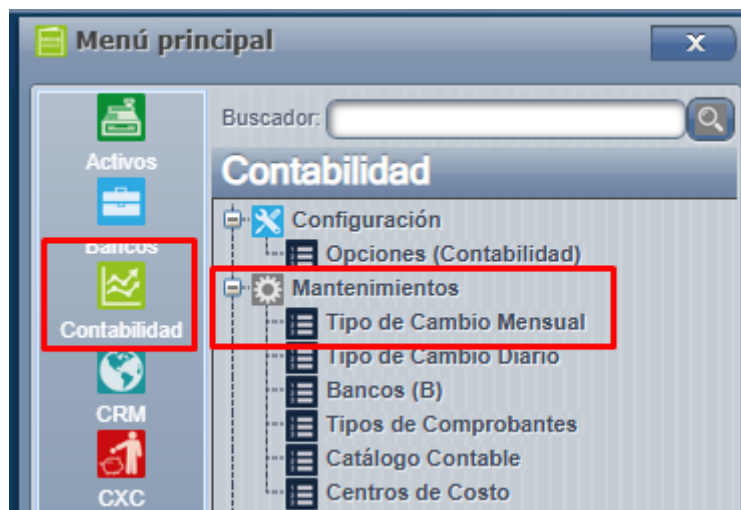 Menú principal
x
Buscador:
Activos
Bancos
Contabilidad
CRM
CXC
Contabilidad
Configuración
Opciones (Contabilidad)
Mantenimientos
Tipo de Cambio Mensual
Tipo de Cambio Diario
Bancos (B)
Tipos de Comprobantes
Catálogo Contable
Centros de Costo